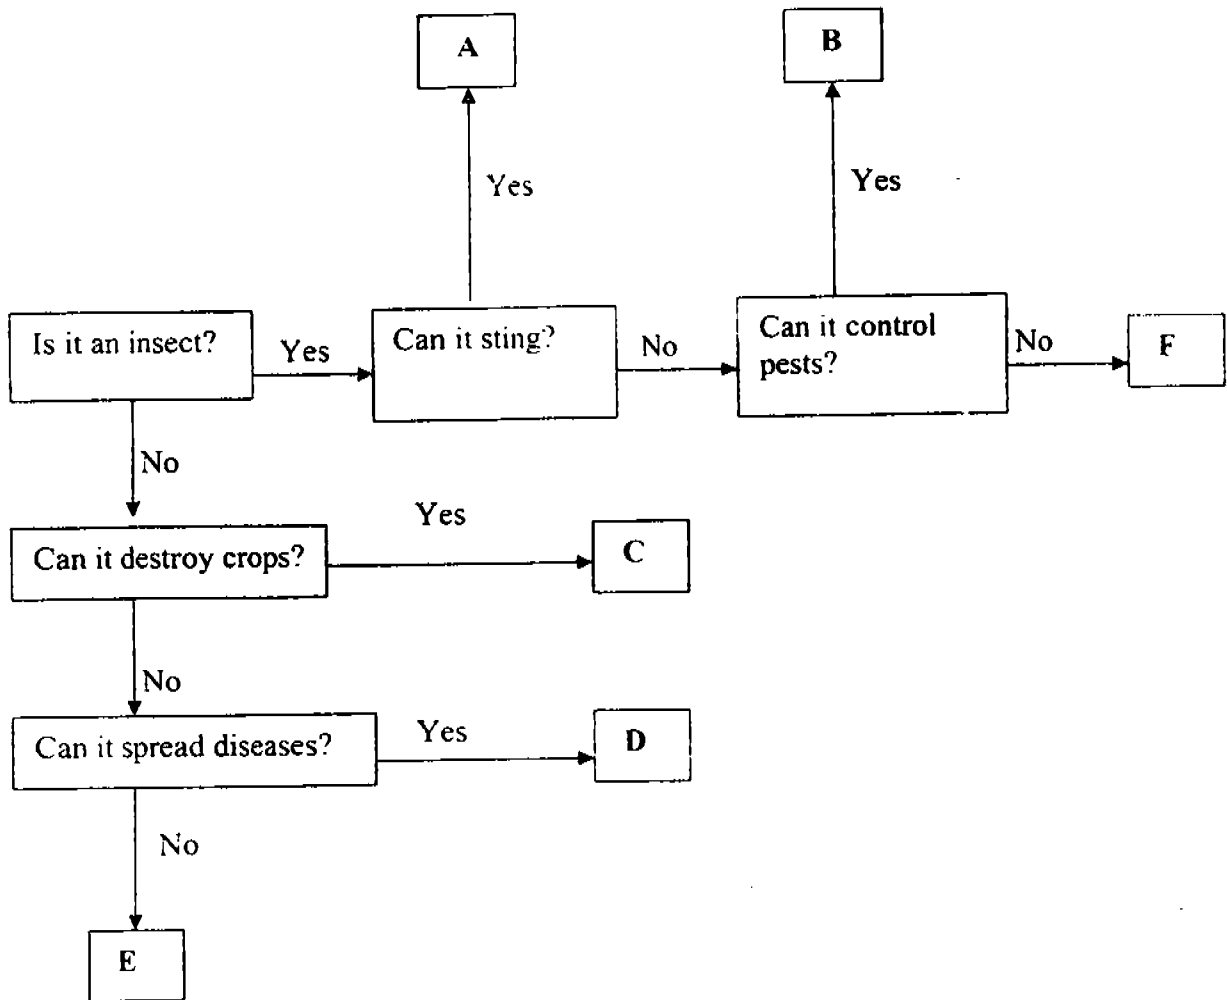 A
B
Yes
Yes
Is it an insect?
Yes
Can it sting?
No
Can it control
pests?
No
F
No
Can it destroy crops?
Yes
C
No
Can it spread diseases?
Yes
D
No
E